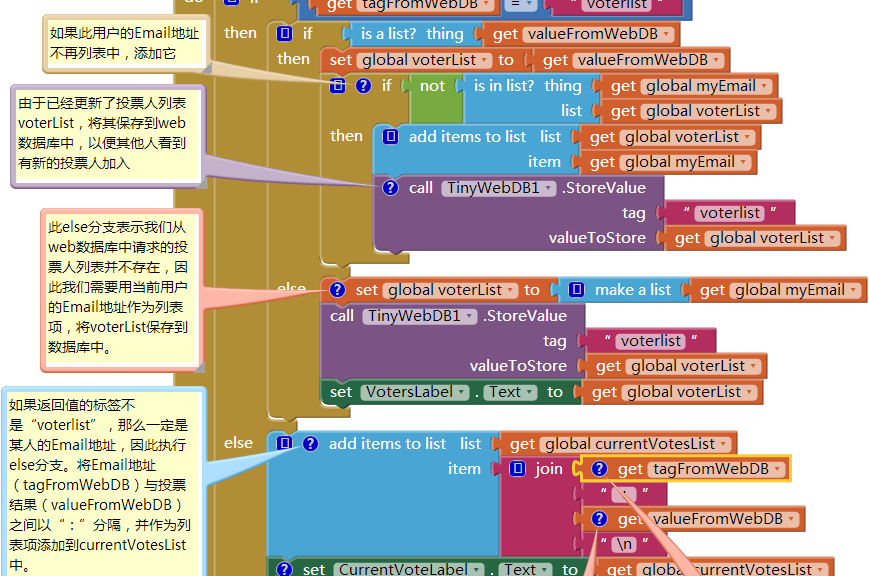 do if
get tagFromWebDB = " voterlist "
then if is a list? thing get valueFromWebDB
then set global voterList to get valueFromWebDB
if not is in list? thing get global myEmail
list get global voterList
then add items to list list get global voterList
item get global myEmail
call TinyWebDB1 .StoreValue
tag " voterlist "
valueToStore get global voterList
else set global voterList to make a list get global myEmail
call TinyWebDB1 .StoreValue
tag " voterlist "
valueToStore get global voterList
set VotersLabel . Text to get global voterList
else add items to list list get global currentVotesList
item join get tagFromWebDB
" : "
get valueFromWebDB
" \n "
set CurrentVoteLabel . Text to get global currentVotesList
如果此用户的Email地址
不再列表中，添加它
由于已经更新了投票人列表
voterList，将其保存到web
数据库中，以便其他人看到
有新的投票人加入
此else分支表示我们从
web数据库中请求的投
票人列表并不存在，因
此我们需要用当前用户
的Email地址作为列表
项，将voterList保存到
数据库中。
如果返回值的标签不
是“voterlist”，那么一定是
某人的Email地址，因此执行
else分支。将Email地址
（tagFromWebDB）与投票
结果（valueFromWebDB）
之间以“：”分隔，并作为列
表项添加到currentVotesList
中。